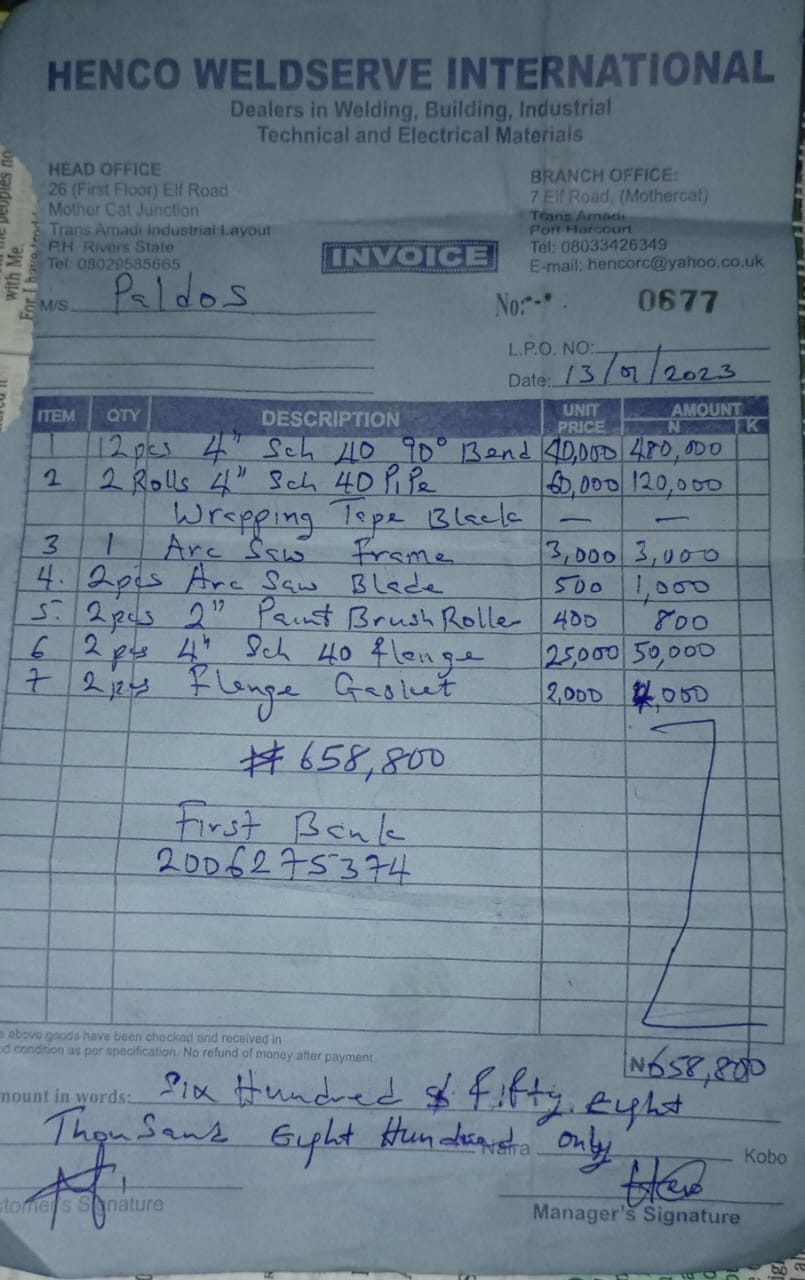 HENCO WELDSERVE INTERNATIONAL
Dealers in Welding, Building, Industrial
Technical and Electrical Materials
HEAD OFFICE
26 (First Floor) Elf Road
Mother Cat Junction
Trans Amadi Industrial Layout
P.H. Rivers State
Tel: 08029585665
BRANCH OFFICE:
7 Elf Road, (Mothercat)
Trans Amadi
Port Harcourt
Tel: 08033426349
E-mail: hencorc@yahoo.co.uk
INVOICE
M/S. Paldos
No: 0677
L.P.O. NO:
Date: 13/01/2023
ITEM QTY DESCRIPTION UNIT PRICE AMOUNT N K
1 12pcs 4" Sch 40 90° Bend 40,000 480,000
2 2 Rolls 4" Sch 40 PiPe 60,000 120,000
Wrapping Tape Black — —
3 1 Arc Saw Frame 3,000 3,000
4. 2pcs Arc Saw Blade 500 1,000
5. 2pcs 2" Paint Brush Roller 400 800
6 2 pcs 4" Sch 40 flenge 25,000 50,000
7 2 pcs Flenge Gasket 2,000 4,000
₦ 658,800
First Bank
2006275374
above goods have been checked and received in
condition as per specification. No refund of money after payment
₦658,800
mount in words: Six Hundred & fifty eyght
Thousand Eyght Hundred Naira only Kobo
Signature
Manager's Signature